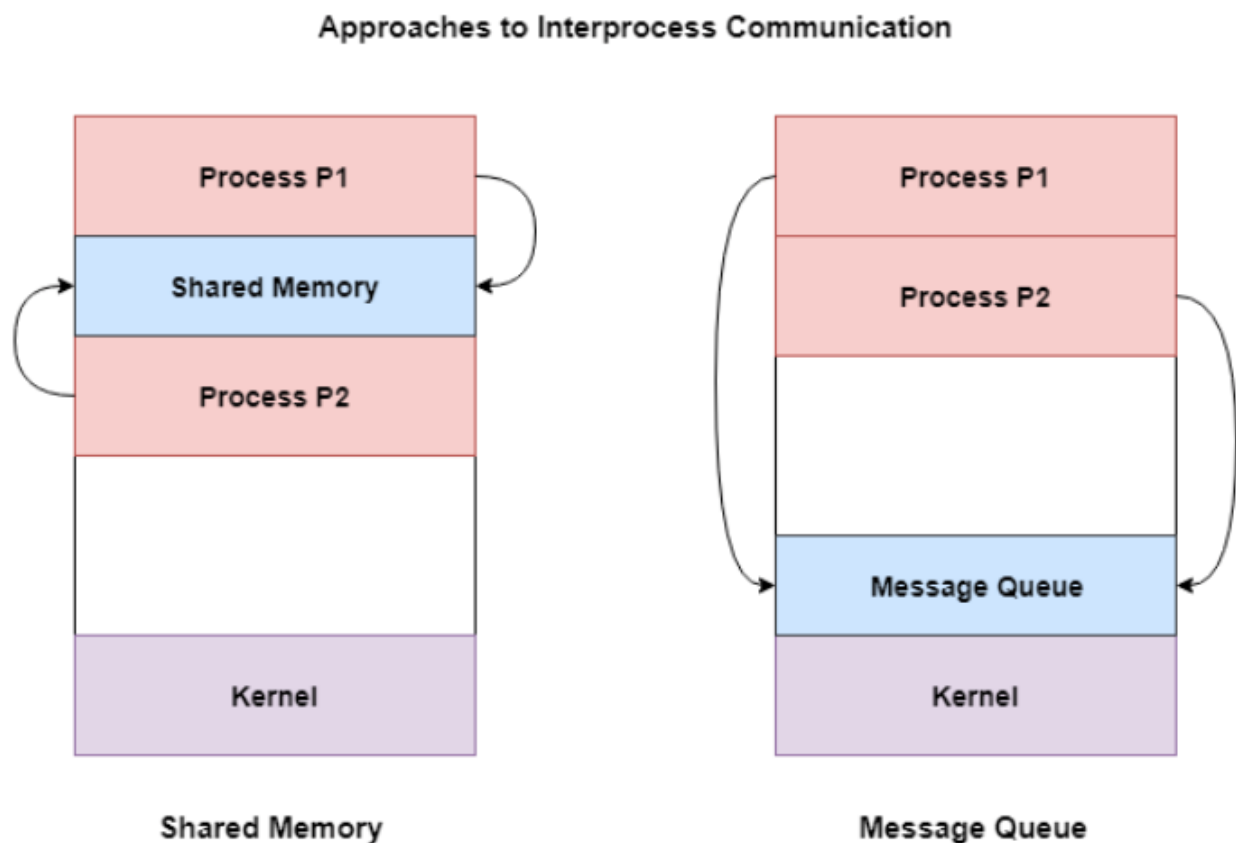 Approaches to Interprocess Communication
Process P1
Shared Memory
Process P2
Kernel
Shared Memory
Process P1
Process P2
Message Queue
Kernel
Message Queue